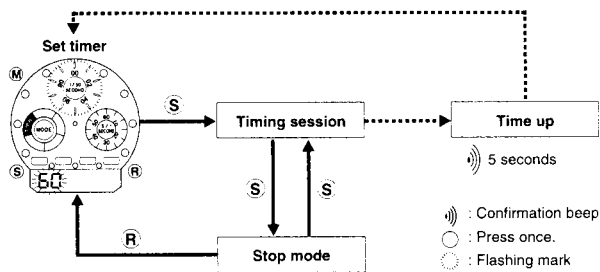 Set timer
M
S
Timing session
Time up
MODE
5 seconds
S
R
60
S
S
: Confirmation beep
: Press once.
R
Stop mode
: Flashing mark